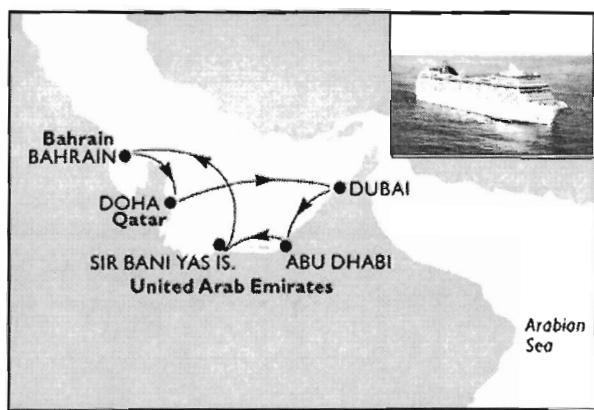 Bahrain
BAHRAIN
DOHA
Qatar
DUBAI
SIR BANI YAS IS.
ABU DHABI
United Arab Emirates
Arabian
Sea